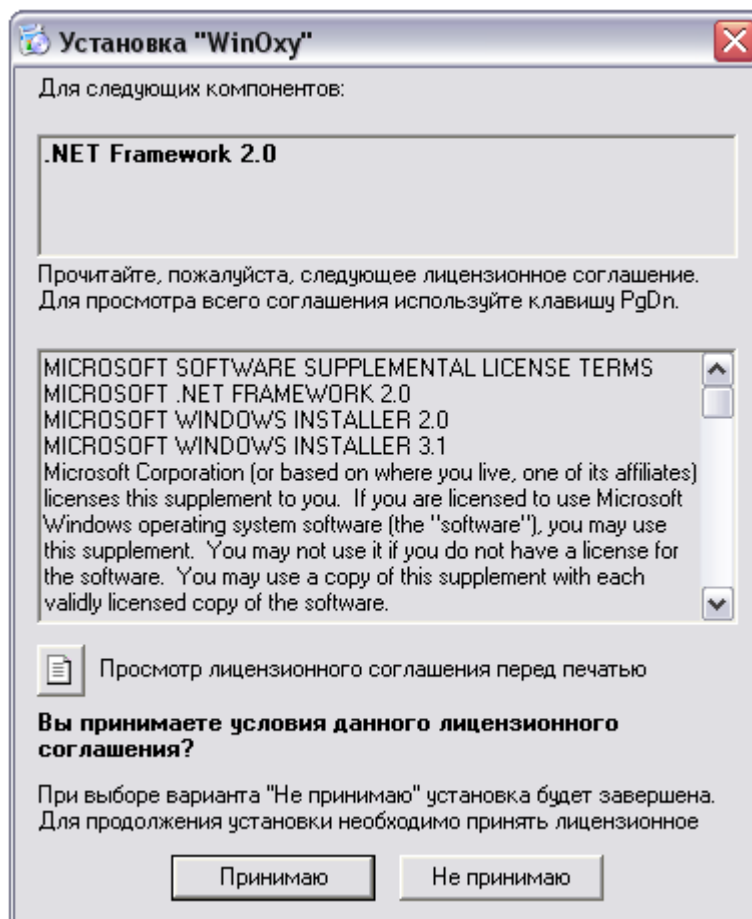 Установка "WinOxy"
Для следующих компонентов:
.NET Framework 2.0
Прочитайте, пожалуйста, следующее лицензионное соглашение.
Для просмотра всего соглашения используйте клавишу PgDn.
MICROSOFT SOFTWARE SUPPLEMENTAL LICENSE TERMS
MICROSOFT .NET FRAMEWORK 2.0
MICROSOFT WINDOWS INSTALLER 2.0
MICROSOFT WINDOWS INSTALLER 3.1
Microsoft Corporation (or based on where you live, one of its affiliates)
licenses this supplement to you.  If you are licensed to use Microsoft
Windows operating system software (the "software"), you may use
this supplement.  You may not use it if you do not have a license for
the software.  You may use a copy of this supplement with each
validly licensed copy of the software.
Просмотр лицензионного соглашения перед печатью
Вы принимаете условия данного лицензионного
соглашения?
При выборе варианта "Не принимаю" установка будет завершена.
Для продолжения установки необходимо принять лицензионное
Принимаю
Не принимаю